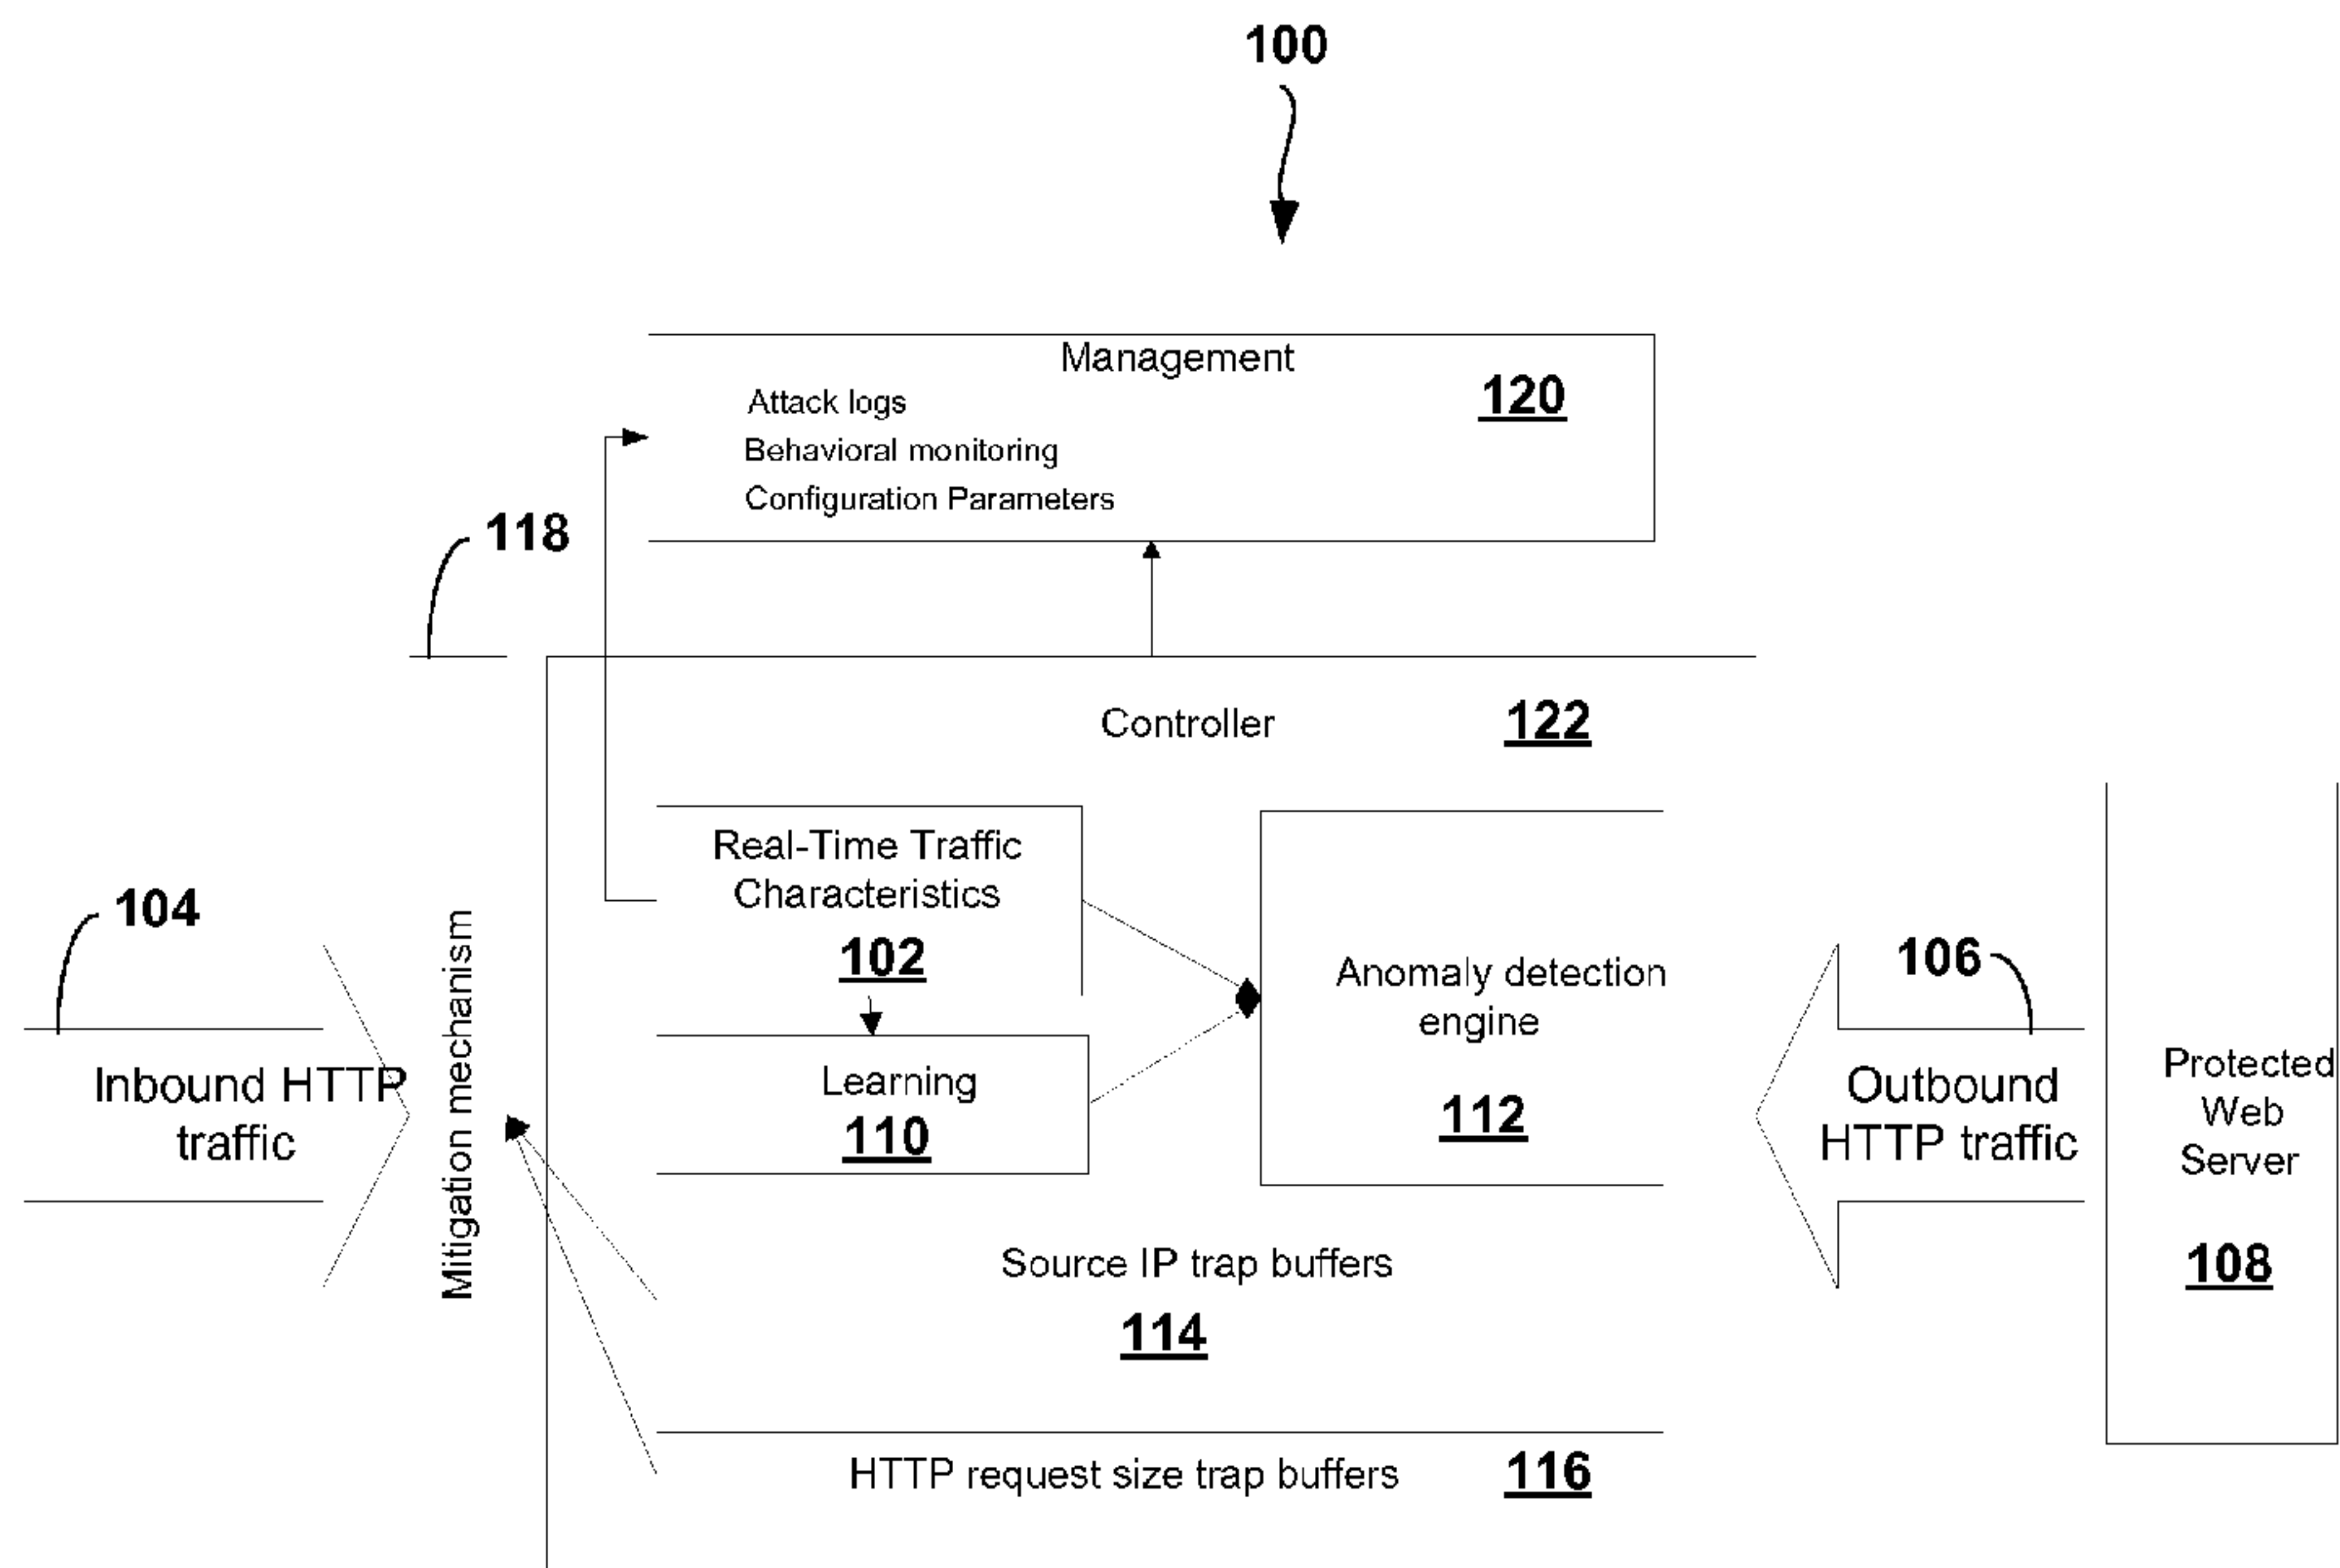 100
Management
120
Attack logs
Behavioral monitoring
Configuration Parameters
118
Controller
122
Real-Time Traffic
Characteristics
102
104
Mitigation mechanism
Inbound HTTP
traffic
Learning
110
Anomaly detection
engine
112
106
Outbound
HTTP traffic
Protected
Web
Server
108
Source IP trap buffers
114
HTTP request size trap buffers
116